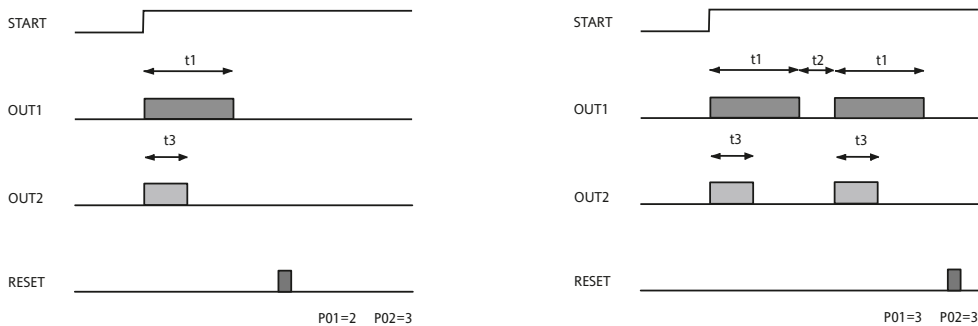 START
t1
OUT1
t3
OUT2
RESET
P01=2 P02=3
START
t1 t2 t1
OUT1
t3 t3
OUT2
RESET
P01=3 P02=3